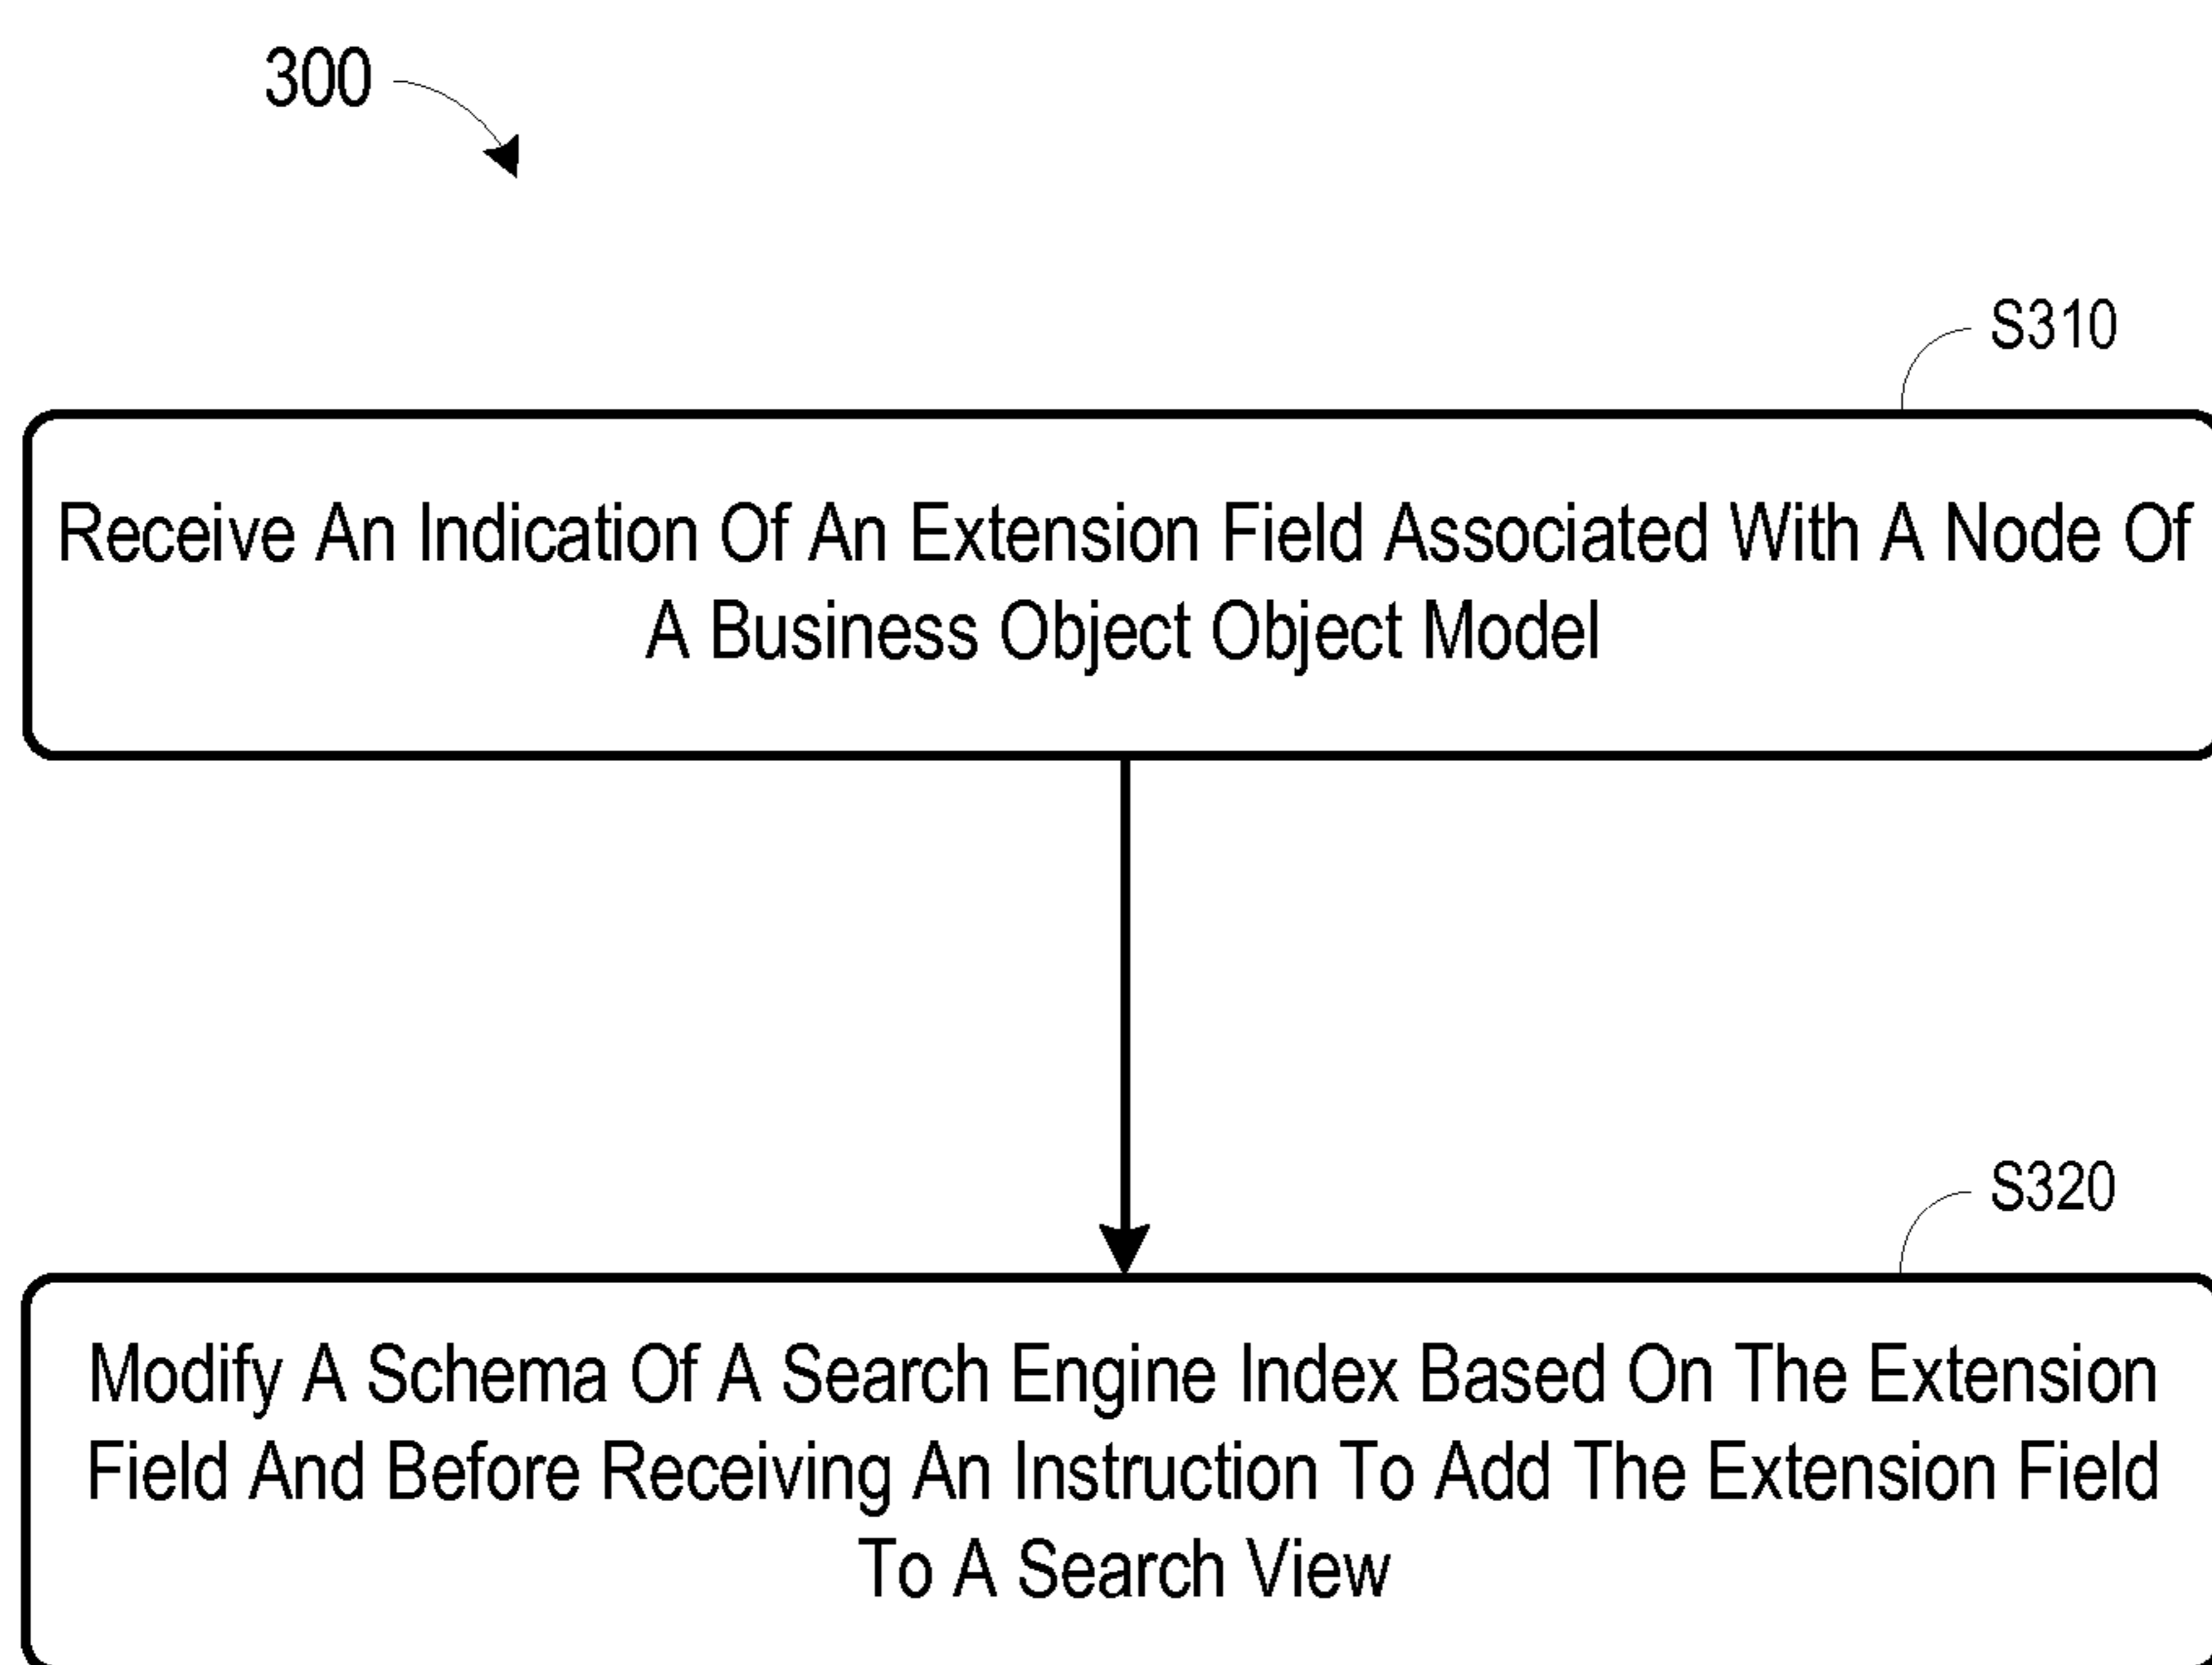 300
S310
Receive An Indication Of An Extension Field Associated With A Node Of
A Business Object Object Model
S320
Modify A Schema Of A Search Engine Index Based On The Extension
Field And Before Receiving An Instruction To Add The Extension Field
To A Search View